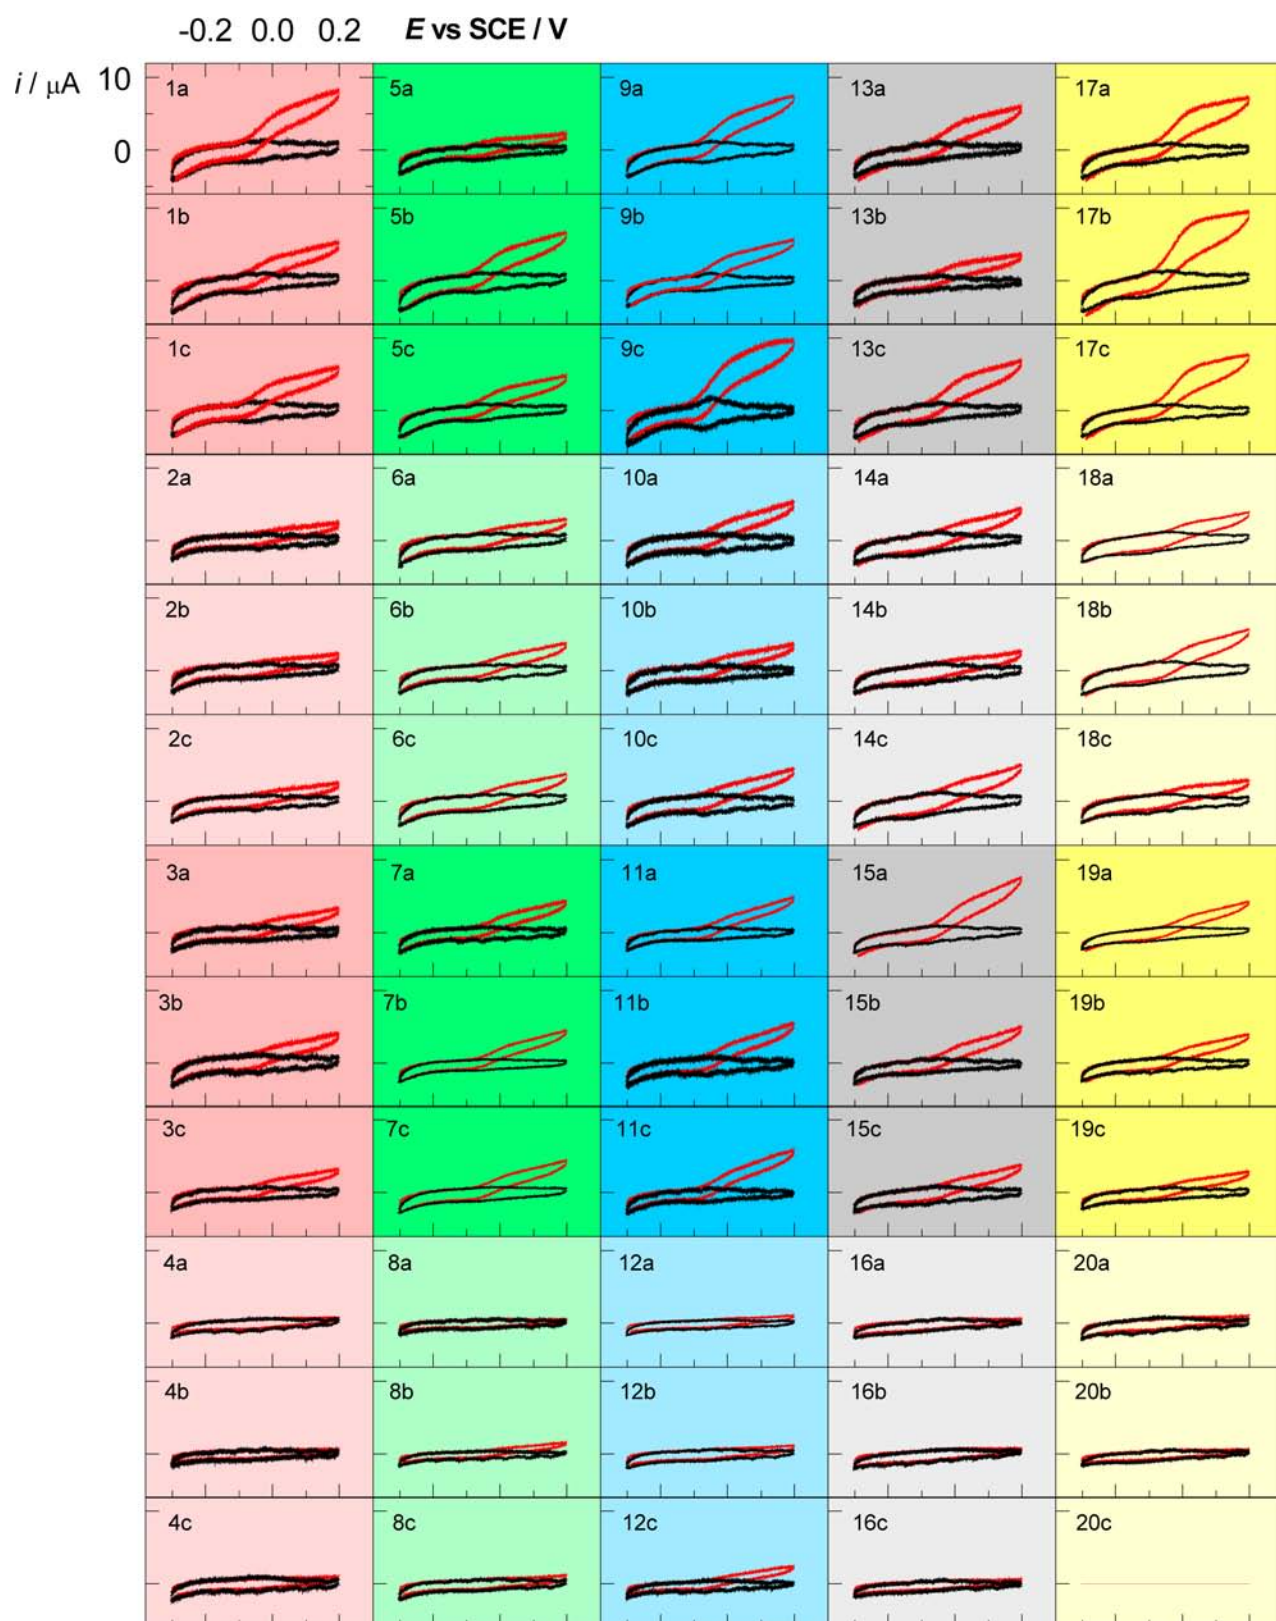 -0.2 0.0 0.2 E vs SCE / V
i / μA 10
0
1a 5a 9a 13a 17a
1b 5b 9b 13b 17b
1c 5c 9c 13c 17c
2a 6a 10a 14a 18a
2b 6b 10b 14b 18b
2c 6c 10c 14c 18c
3a 7a 11a 15a 19a
3b 7b 11b 15b 19b
3c 7c 11c 15c 19c
4a 8a 12a 16a 20a
4b 8b 12b 16b 20b
4c 8c 12c 16c 20c